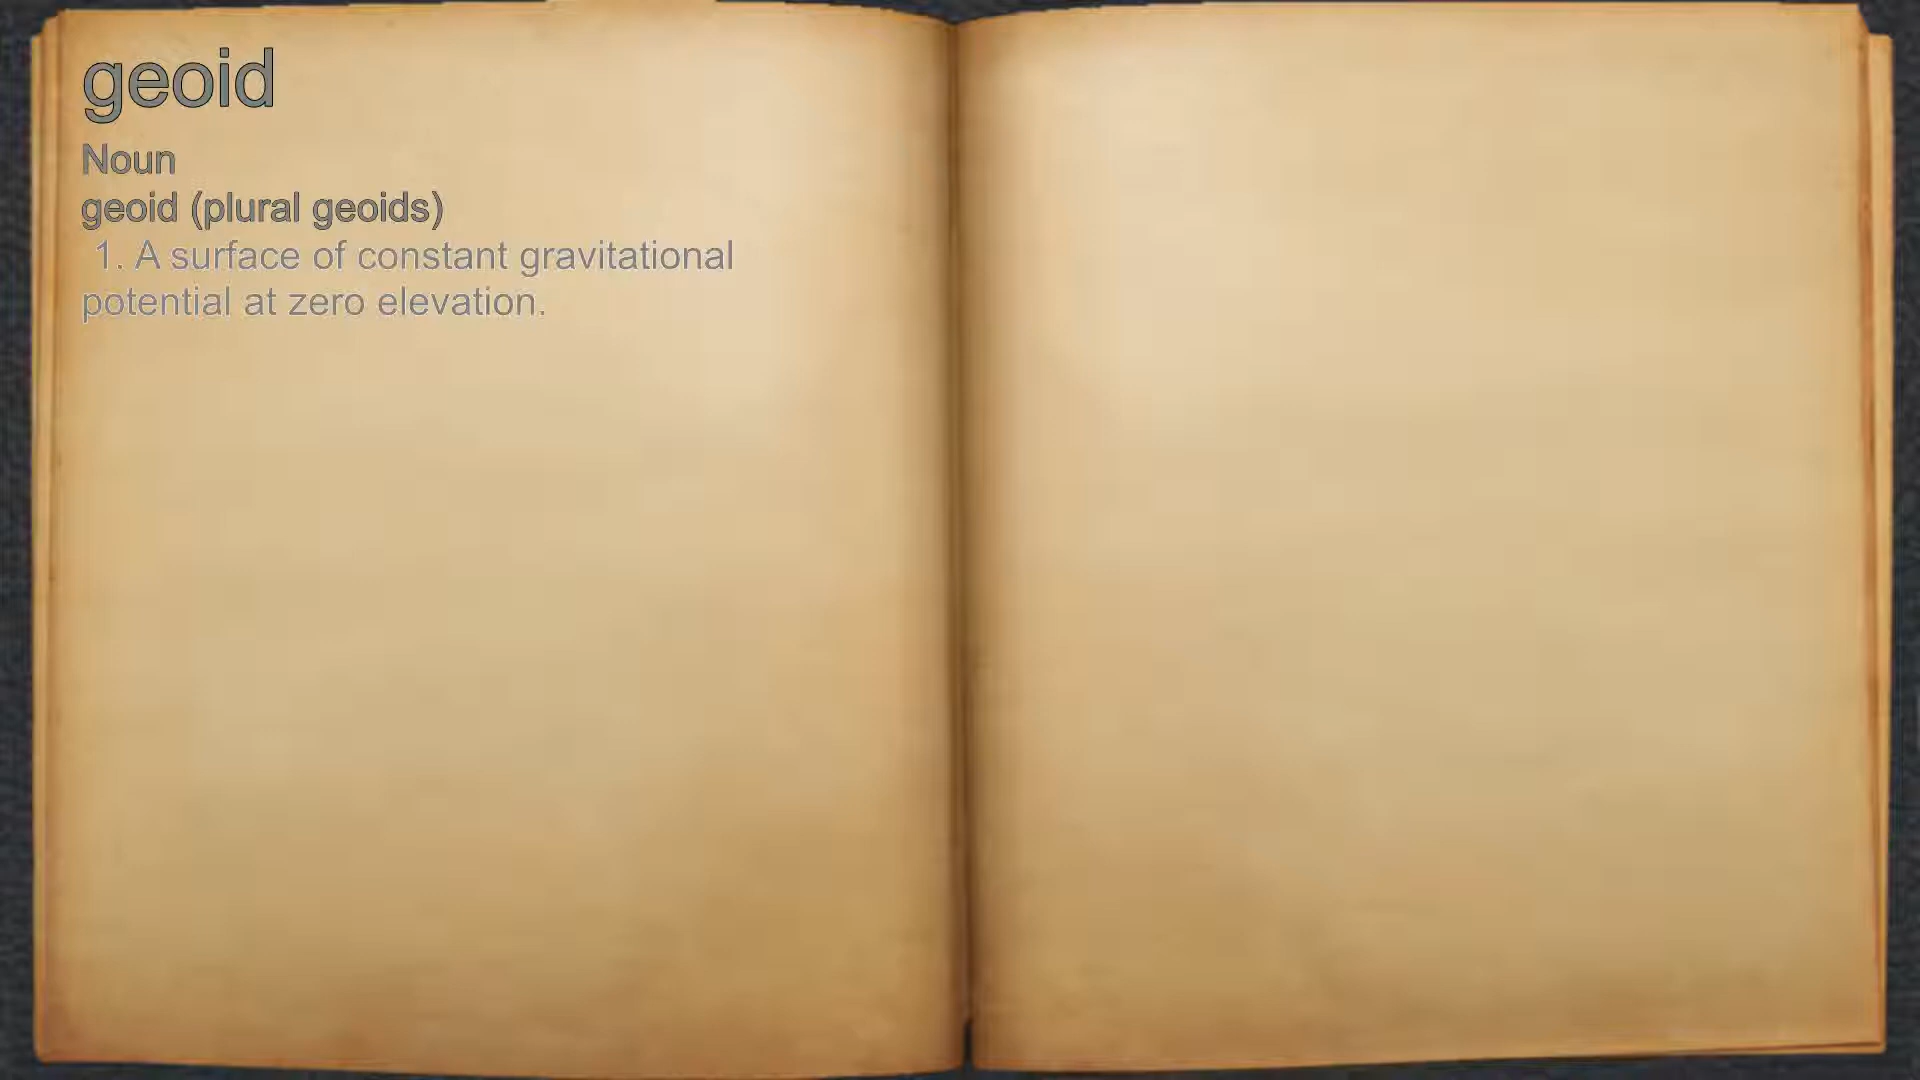 geoid
Noun
geoid (plural geoids)
1. A surface of constant gravitational
potential at zero elevation.